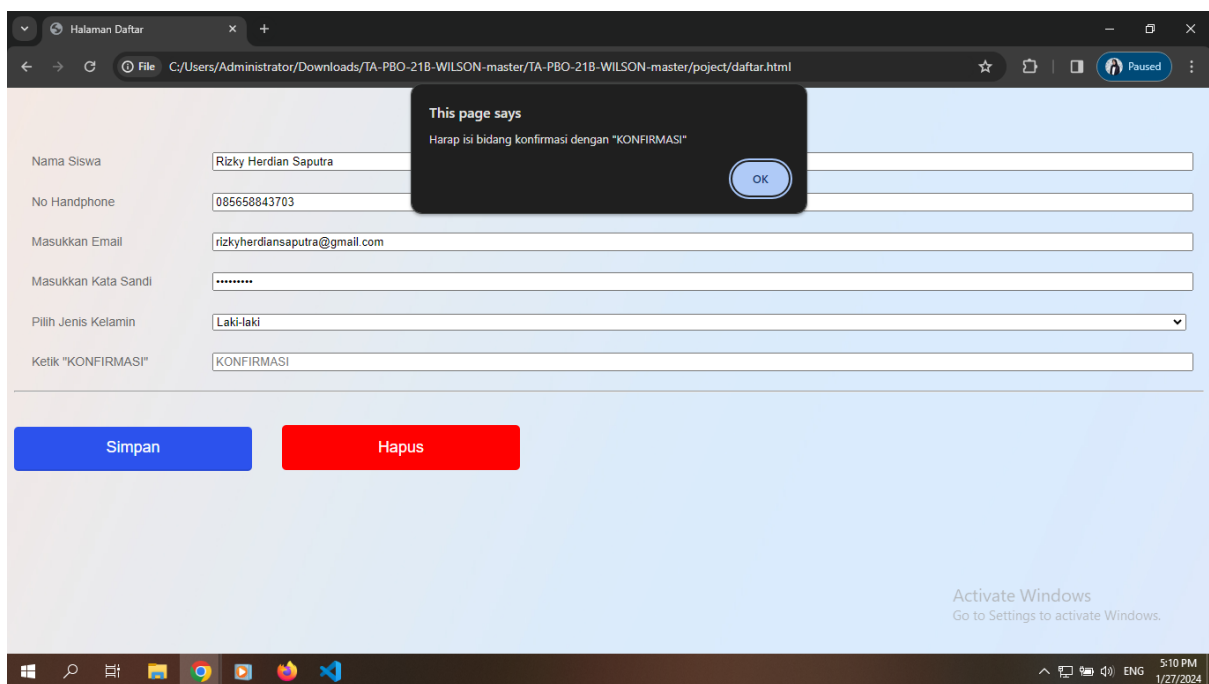 Halaman Daftar
File C:/Users/Administrator/Downloads/TA-PBO-21B-WILSON-master/TA-PBO-21B-WILSON-master/poject/daftar.html Paused
This page says
Harap isi bidang konfirmasi dengan "KONFIRMASI"
OK
Nama Siswa Rizky Herdian Saputra
No Handphone 085658843703
Masukkan Email rizkyherdiansaputra@gmail.com
Masukkan Kata Sandi •••••••••
Pilih Jenis Kelamin Laki-laki
Ketik "KONFIRMASI" KONFIRMASI
Simpan Hapus
Activate Windows
Go to Settings to activate Windows.
ENG 5:10 PM
1/27/2024